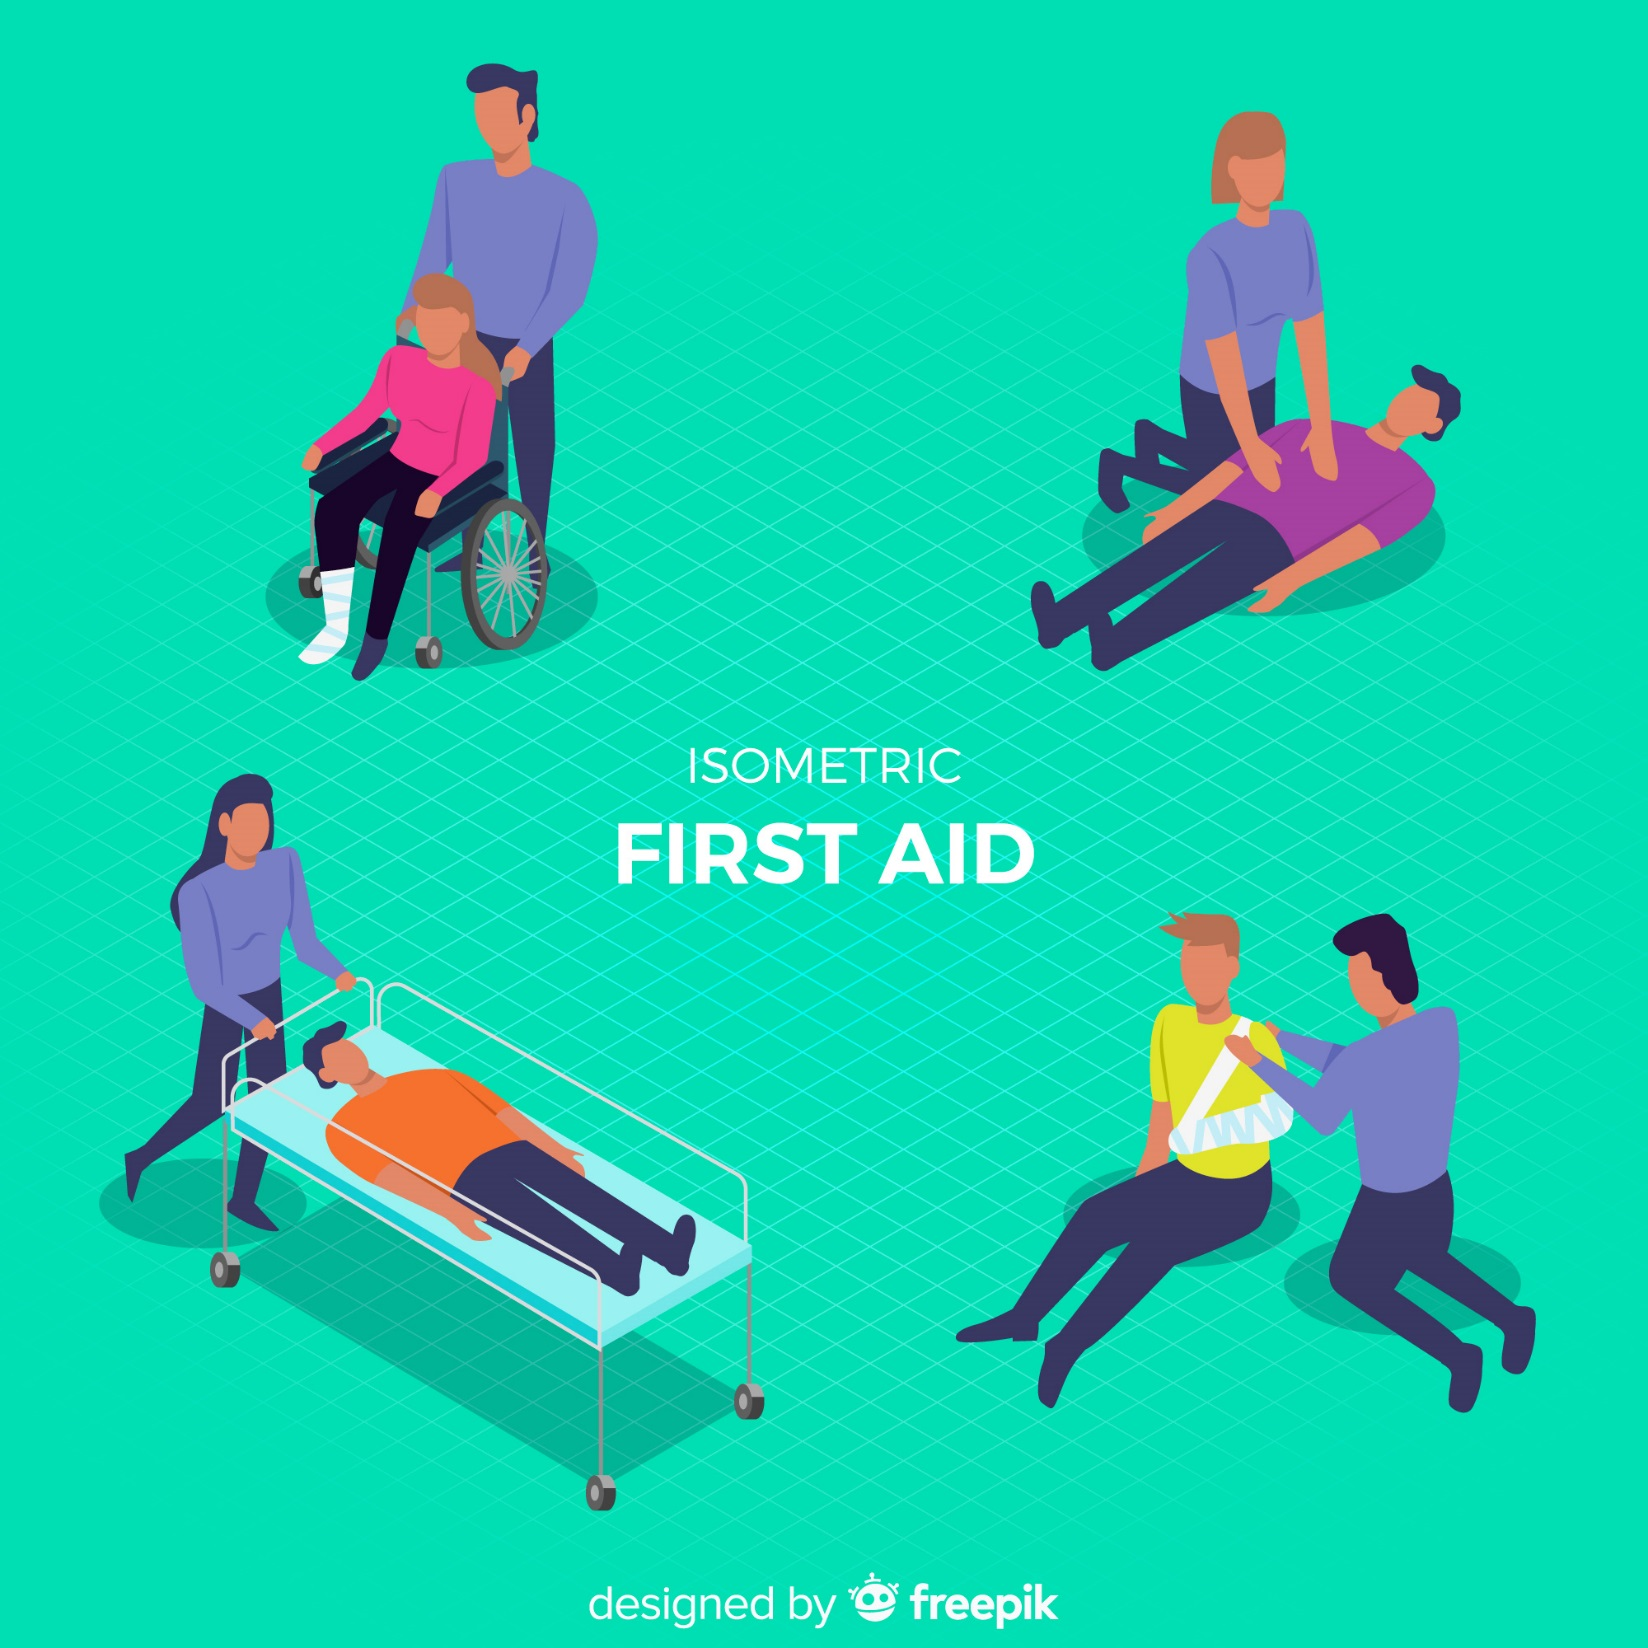 ISOMETRIC
FIRST AID
designed by freepik